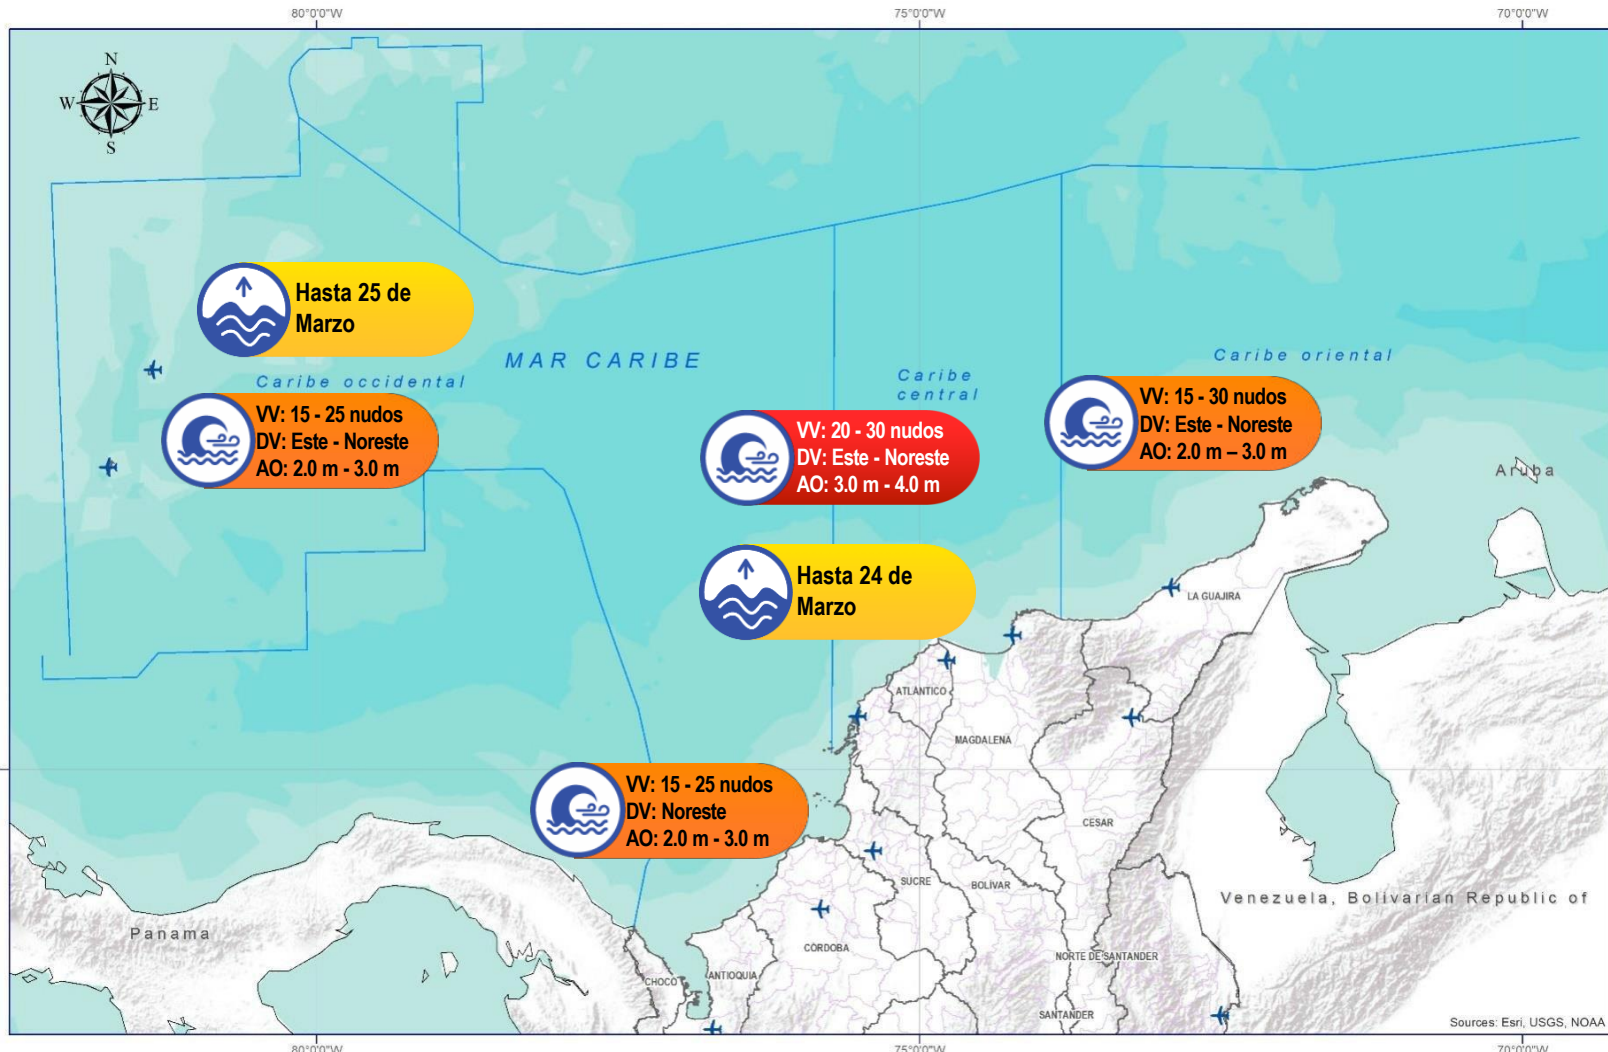 80°0'0"W
75°0'0"W
70°0'0"W
N
W
E
S
Hasta 25 de
Marzo
MAR CARIBE
Caribe occidental
Caribe
central
Caribe oriental
VV: 15 - 25 nudos
DV: Este - Noreste
AO: 2.0 m - 3.0 m
VV: 20 - 30 nudos
DV: Este - Noreste
AO: 3.0 m - 4.0 m
VV: 15 - 30 nudos
DV: Este - Noreste
AO: 2.0 m – 3.0 m
Aruba
Hasta 24 de
Marzo
LA GUAJIRA
ATLÁNTICO
MAGDALENA
VV: 15 - 25 nudos
DV: Noreste
AO: 2.0 m - 3.0 m
CESAR
SUCRE
BOLÍVAR
Venezuela, Bolivarian Republic of
Panama
CÓRDOBA
NORTE DE SANTANDER
CHOCÓ
ANTIOQUIA
SANTANDER
Sources: Esri, USGS, NOAA
80°0'0"W
75°0'0"W
70°0'0"W